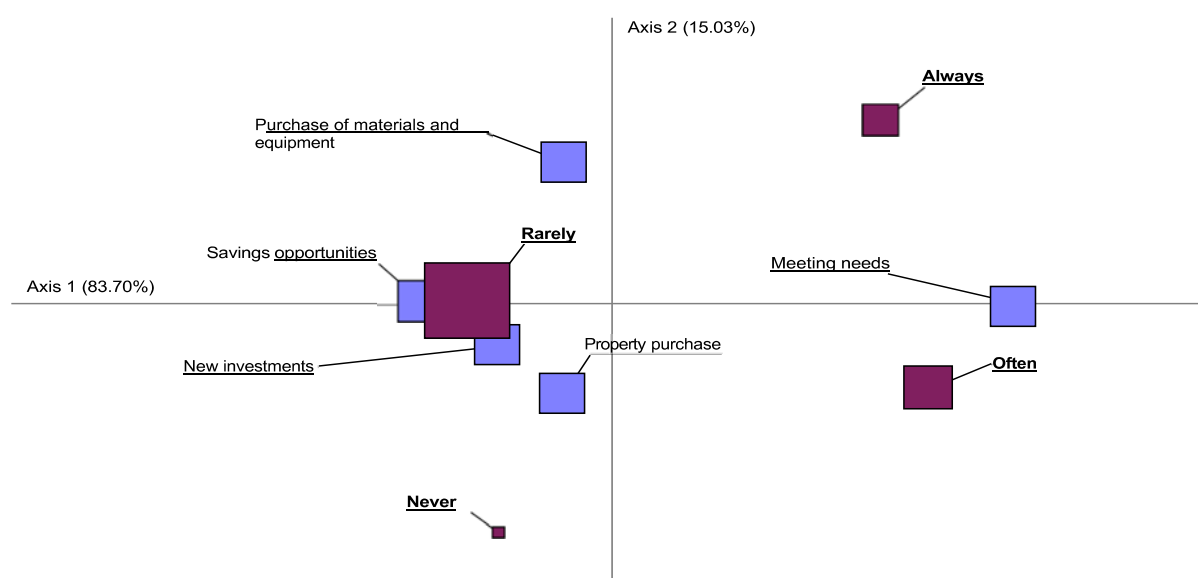 Axis 2 (15.03%)
Always
Purchase of materials and
equipment
Rarely
Savings opportunities
Meeting needs
Axis 1 (83.70%)
Property purchase
New investments
Often
Never